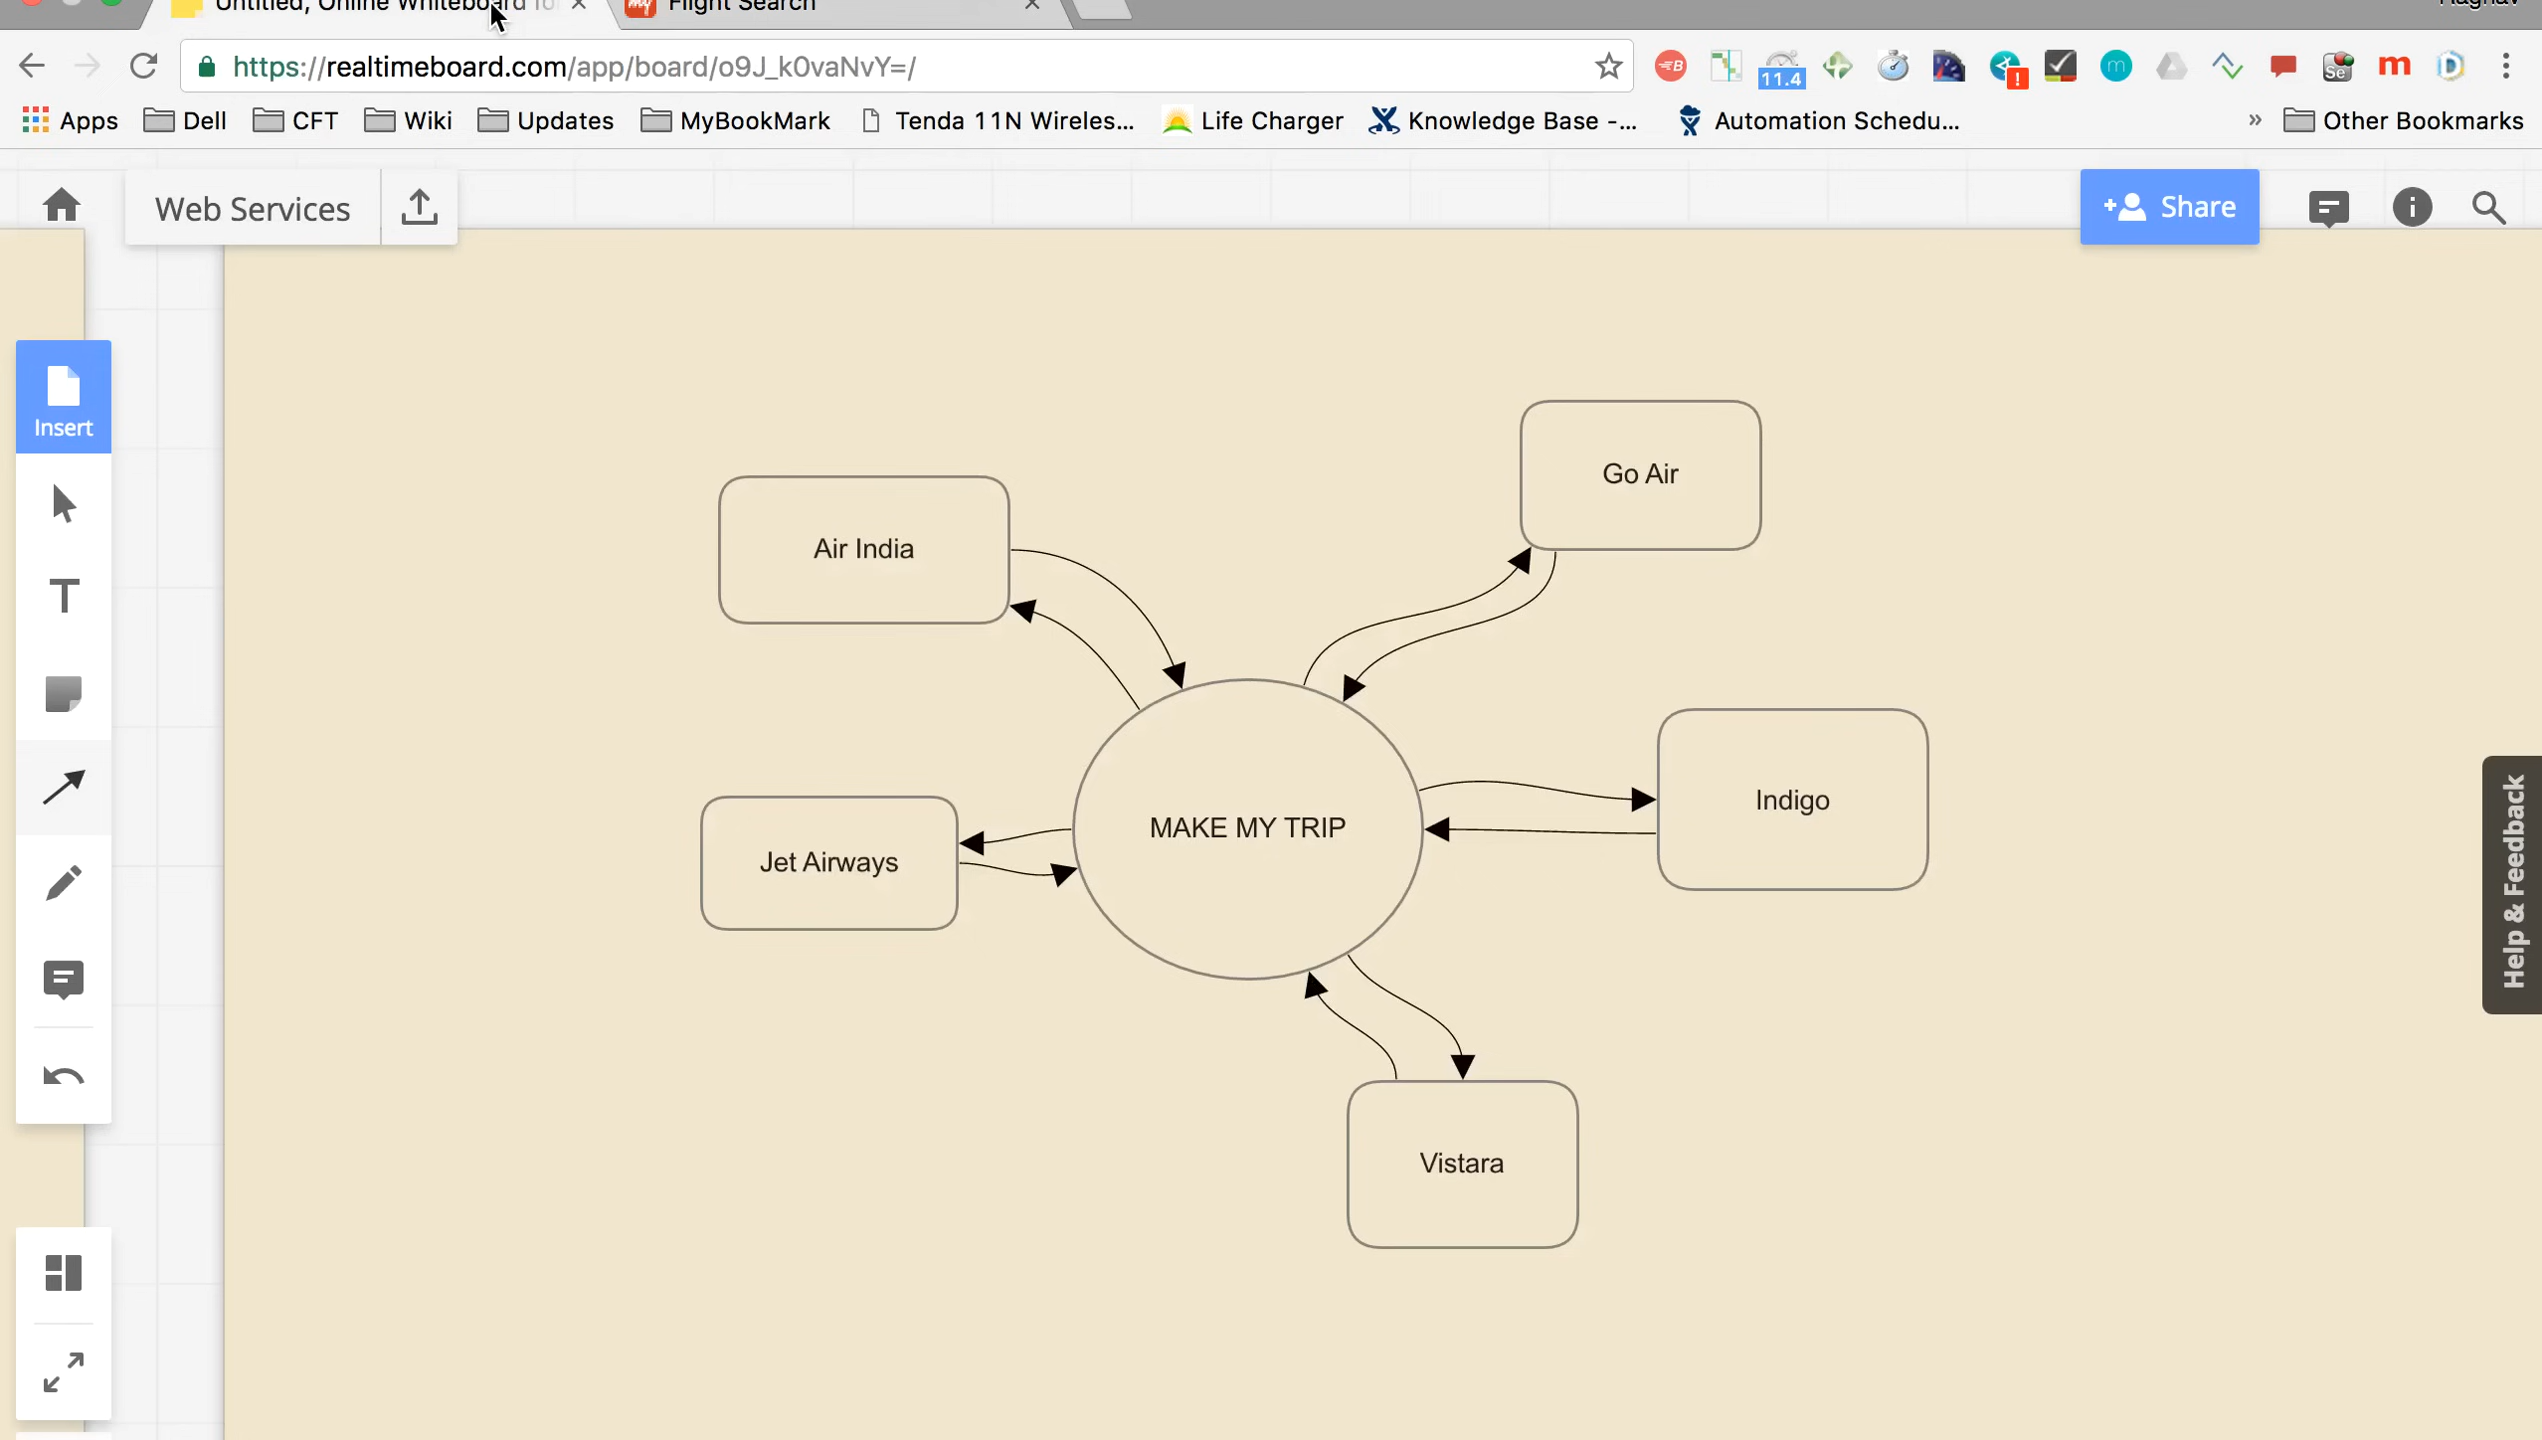 Untitled, Online Whiteboard fo
my Flight Search
https://realtimeboard.com/app/board/o9J_k0vaNvY=/
11.4
Apps Dell CFT Wiki Updates MyBookMark Tenda 11N Wireles... Life Charger Knowledge Base -... Automation Schedu... » Other Bookmarks
Web Services
Share
Insert
Go Air
Air India
MAKE MY TRIP
Indigo
Jet Airways
Vistara
Help & Feedback